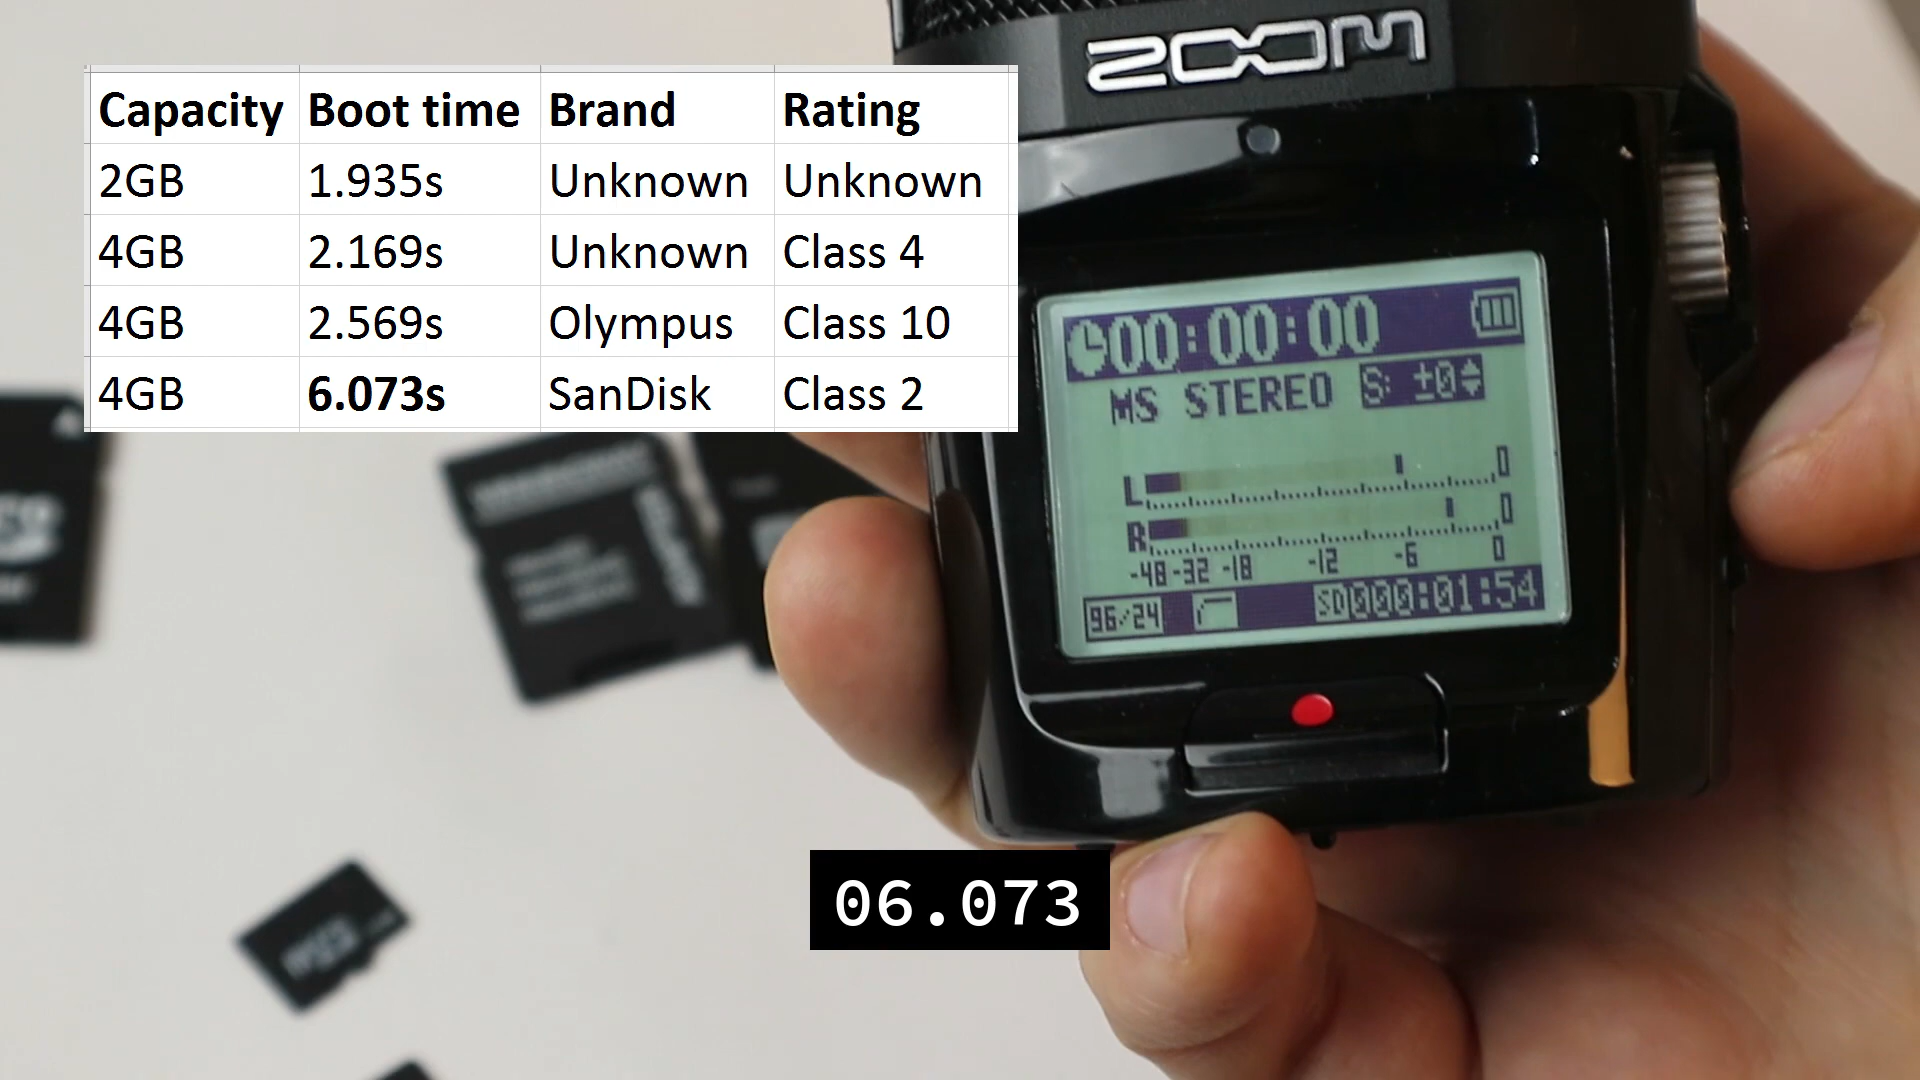 ZOOM
Capacity Boot time Brand Rating
2GB 1.935s Unknown Unknown
4GB 2.169s Unknown Class 4
4GB 2.569s Olympus Class 10
4GB 6.073s SanDisk Class 2
00:00:00
MS STEREO S: ±0
L 0
R 0
-48 -32 -18 -12 -6 0
96/24 SD 000:01:54
06.073